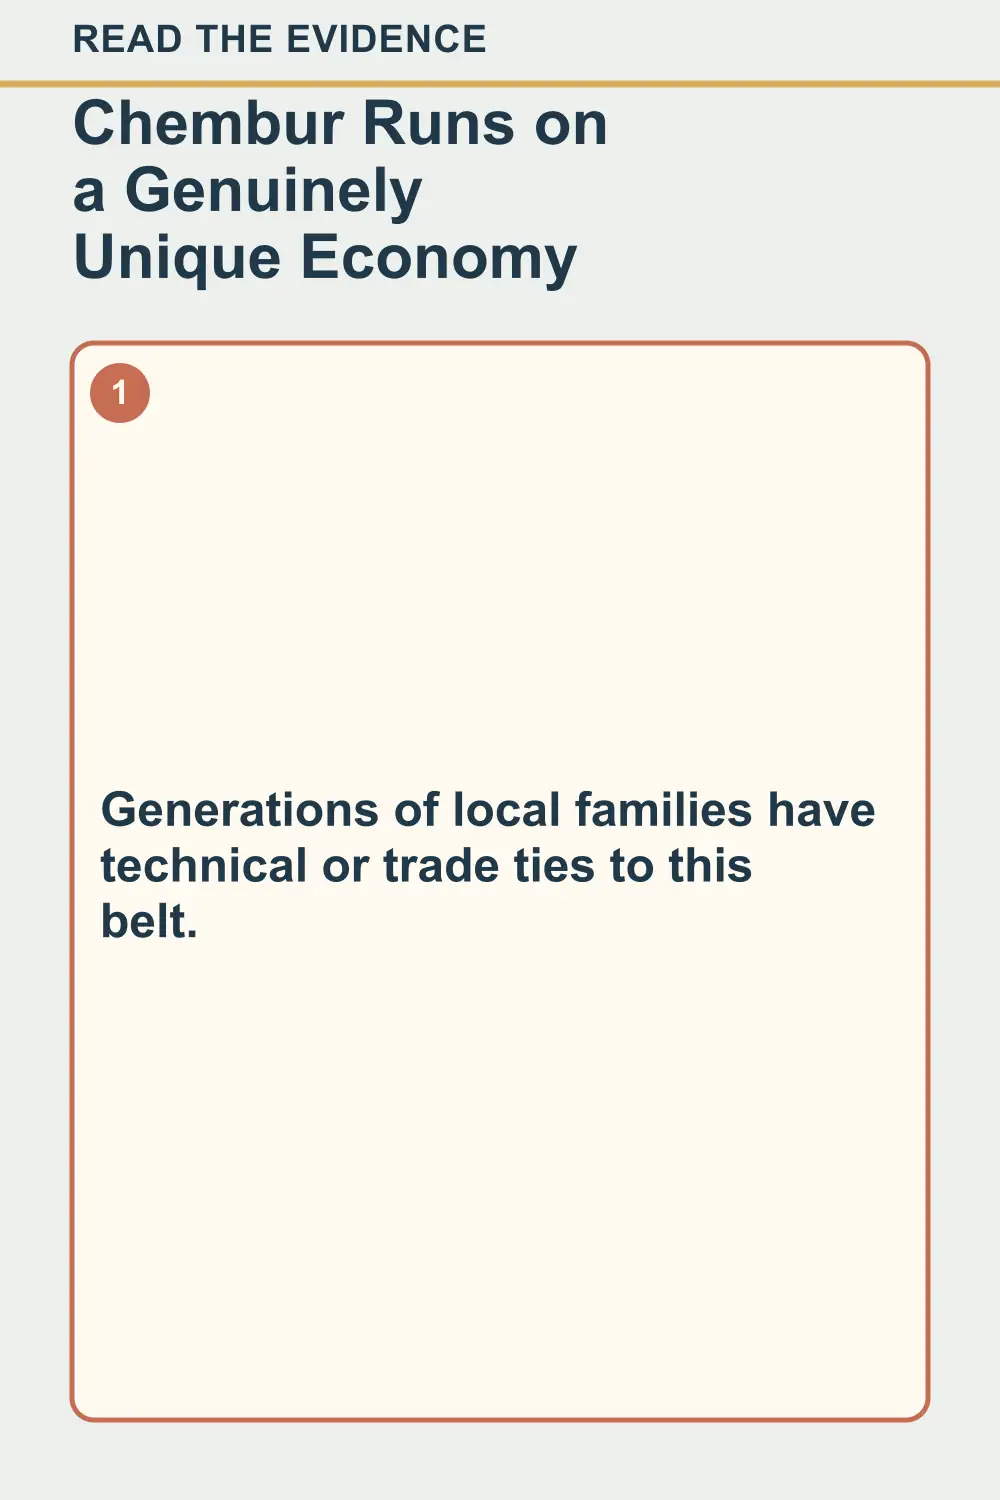 READ THE EVIDENCE
Chembur Runs on
a Genuinely
Unique Economy
1
Generations of local families have
technical or trade ties to this
belt.